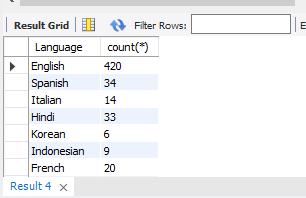 Result Grid Filter Rows: E
Language count(*)
English 420
Spanish 34
Italian 14
Hindi 33
Korean 6
Indonesian 9
French 20
Result 4 ×